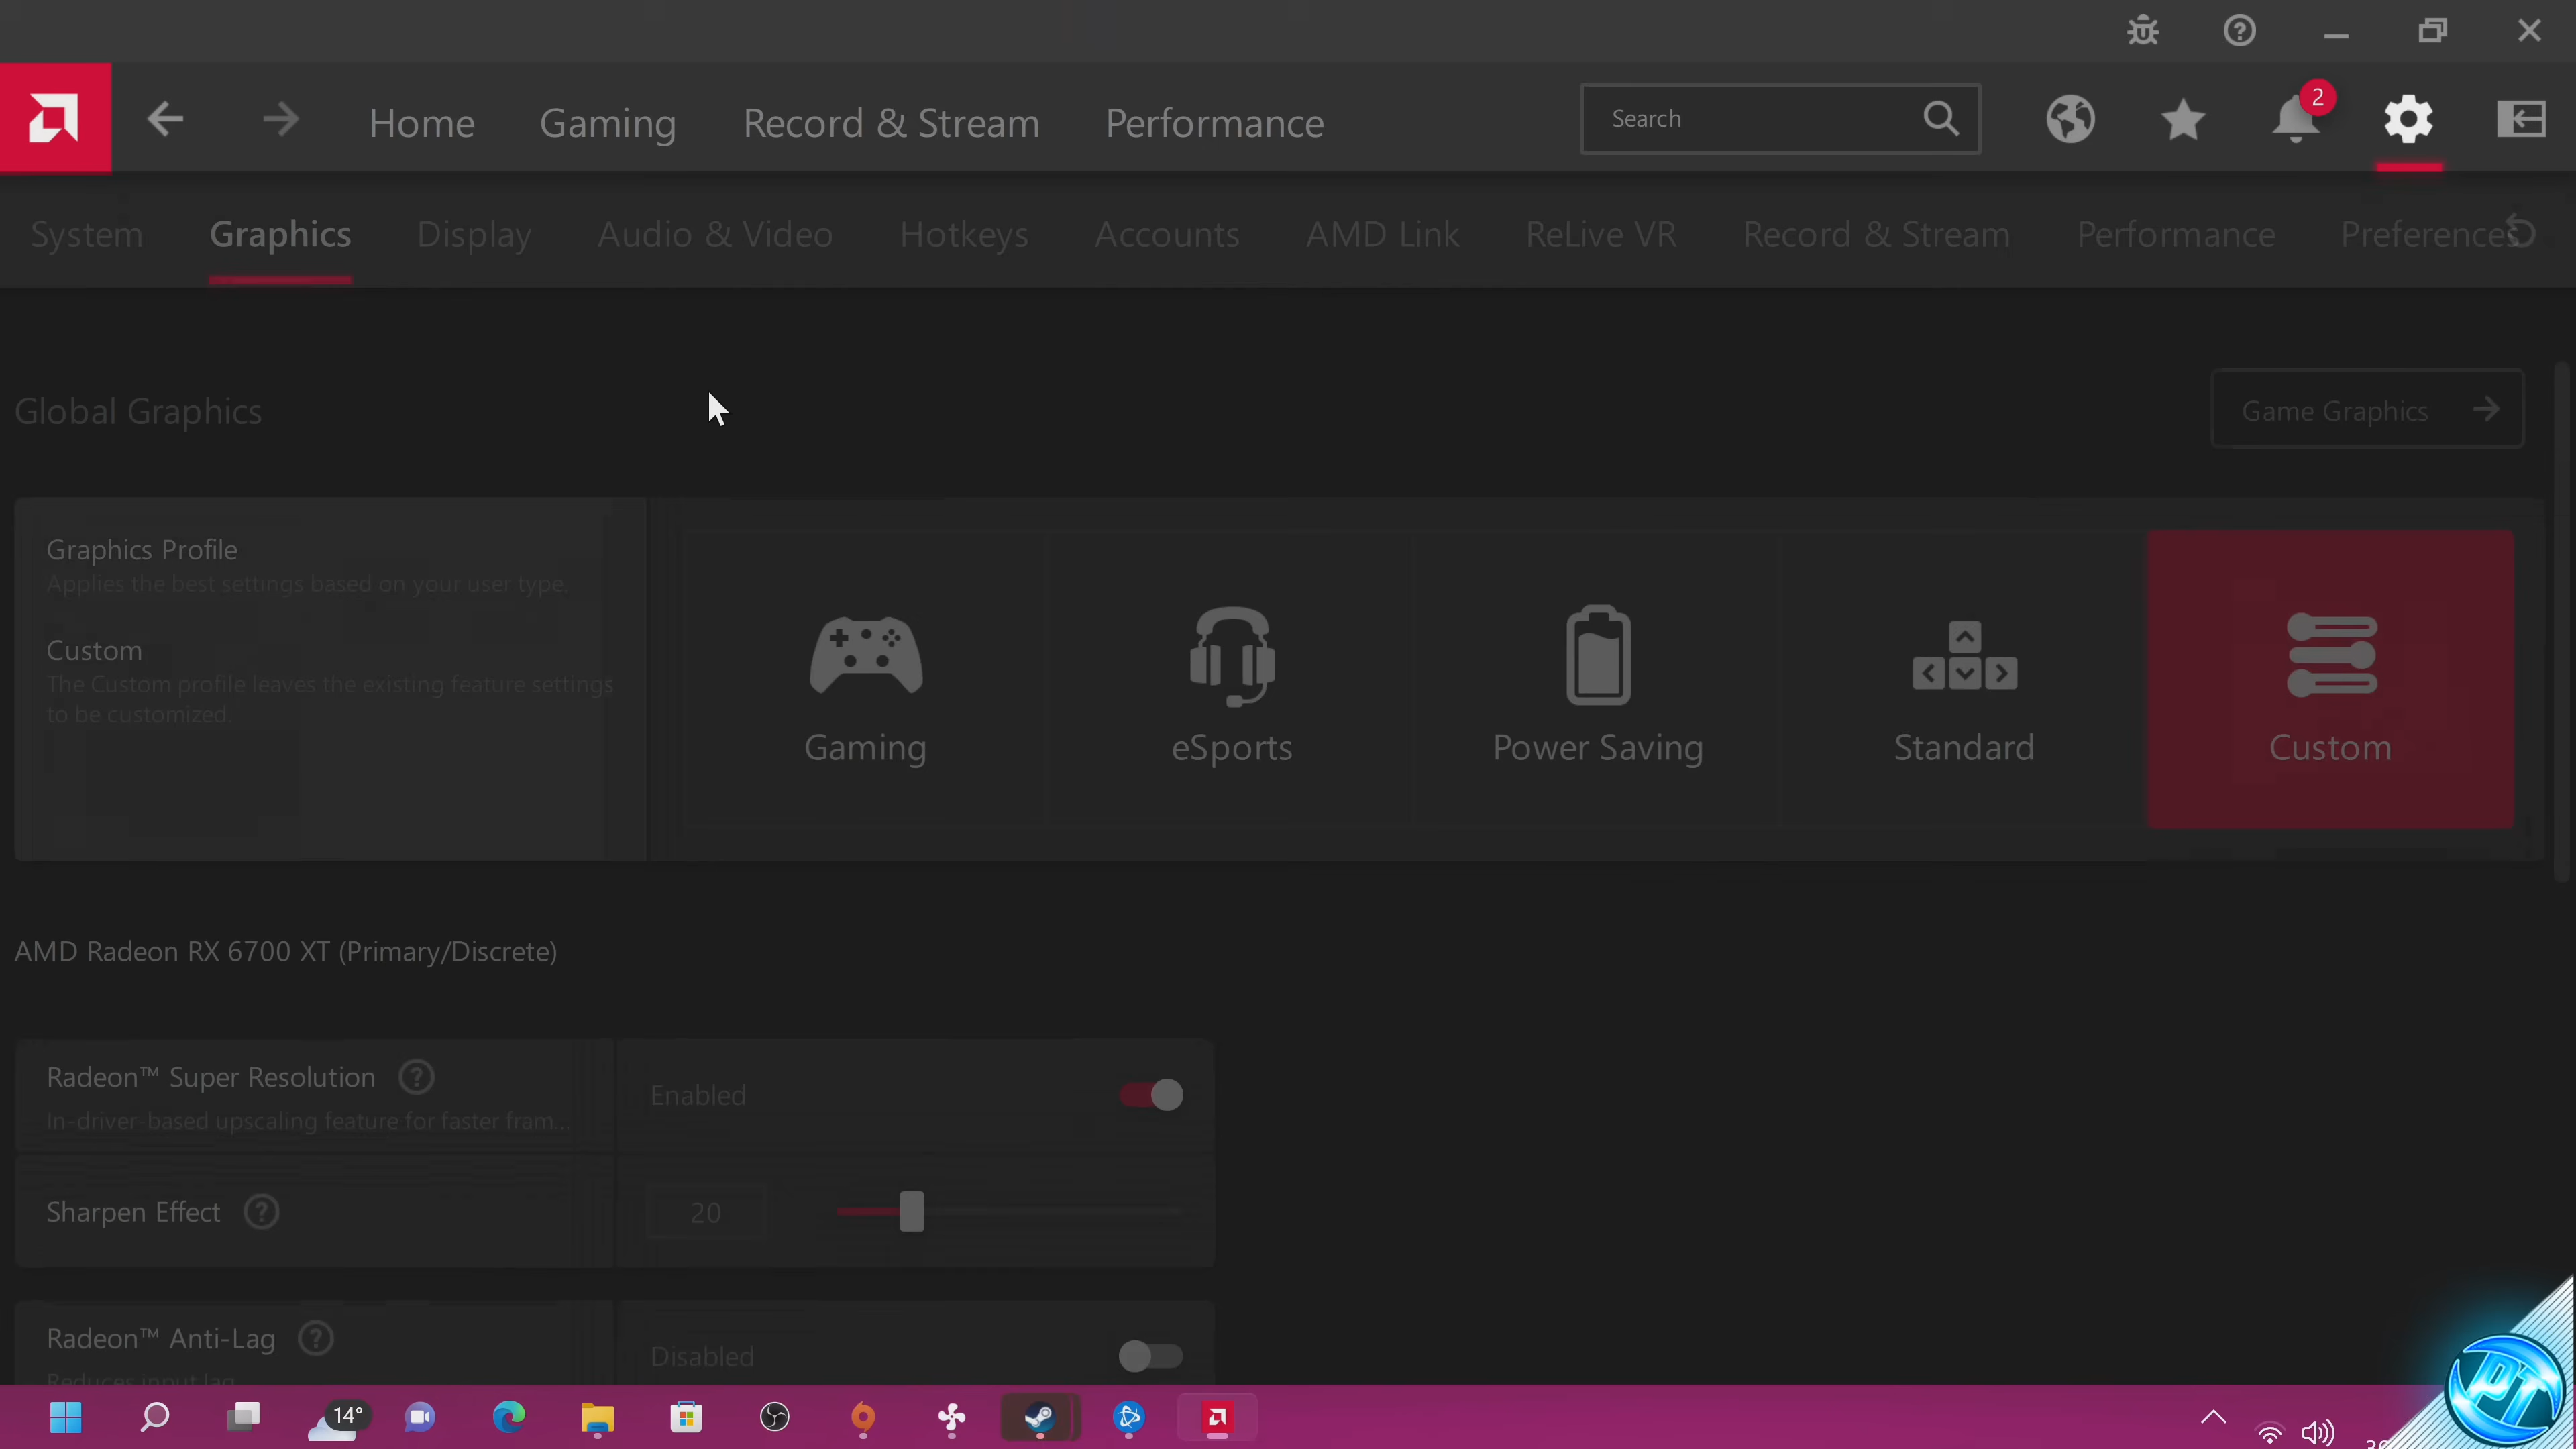 2
Home
Gaming
Record & Stream
Performance
Search
System
Graphics
Display
Audio & Video
Hotkeys
Accounts
AMD Link
ReLive VR
Record & Stream
Performance
Preferences
Global Graphics
Game Graphics
Graphics Profile
Applies the best settings based on your user type.
Custom
The Custom profile leaves the existing feature settings
to be customized.
Gaming
eSports
Power Saving
Standard
Custom
AMD Radeon RX 6700 XT (Primary/Discrete)
Radeon™ Super Resolution
In-driver-based upscaling feature for faster fram...
Enabled
Sharpen Effect
20
Radeon™ Anti-Lag
Reduces input lag
Disabled
14°
PT